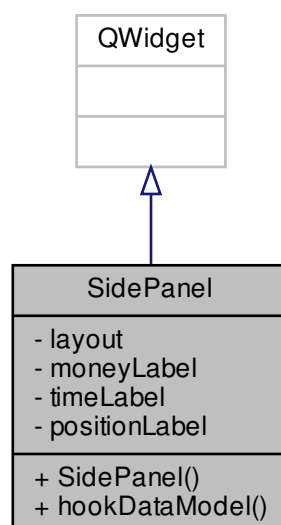 QWidget
SidePanel
- layout
- moneyLabel
- timeLabel
- positionLabel
+ SidePanel()
+ hookDataModel()